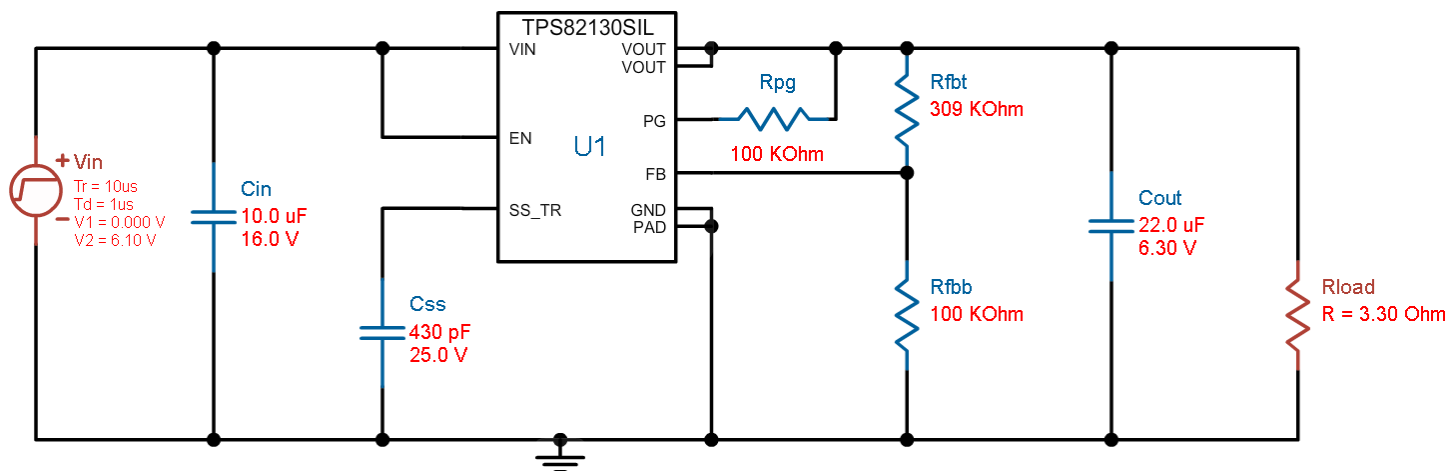 TPS82130SIL
VIN
VOUT
VOUT
PG
EN
FB
SS_TR
GND
PAD
U1
+ Vin
Tr = 10us
Td = 1us
V1 = 0.000 V
V2 = 6.10 V
Cin
10.0 uF
16.0 V
Css
430 pF
25.0 V
Rpg
100 KOhm
Rfbt
309 KOhm
Rfbb
100 KOhm
Cout
22.0 uF
6.30 V
Rload
R = 3.30 Ohm